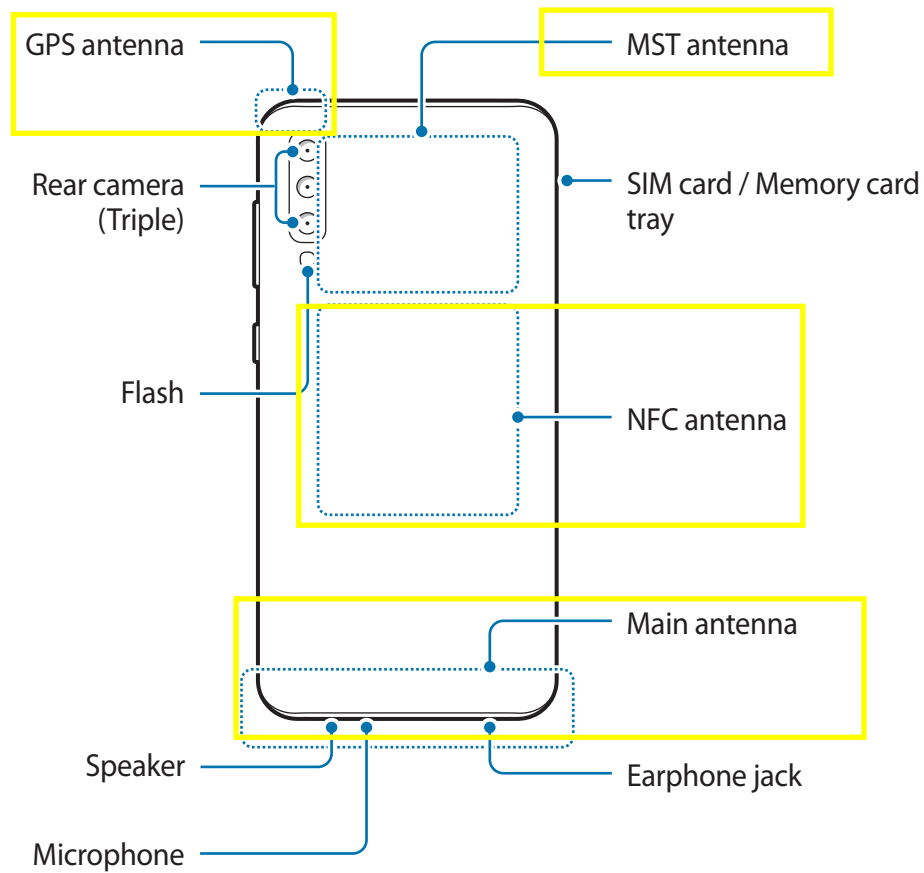 GPS antenna
MST antenna
Rear camera
(Triple)
SIM card / Memory card
tray
Flash
NFC antenna
Main antenna
Speaker
Earphone jack
Microphone